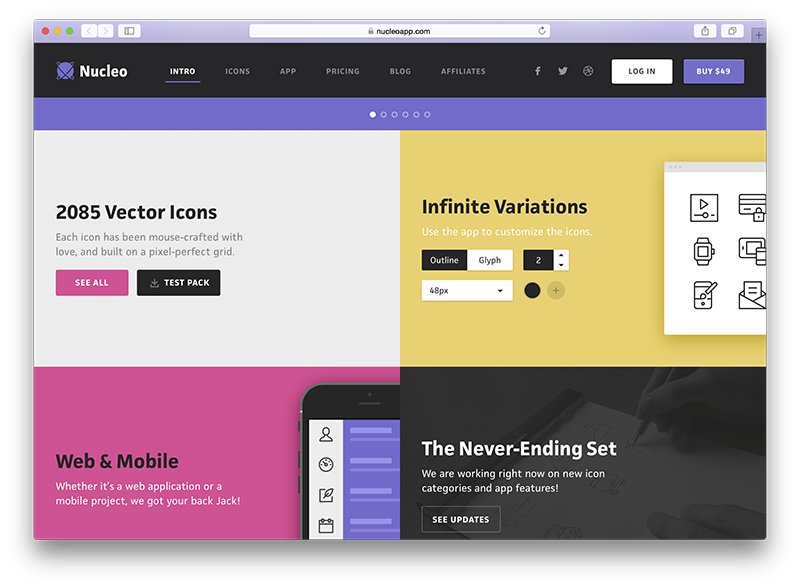 nucleoapp.com
Nucleo
INTRO
ICONS
APP
PRICING
BLOG
AFFILIATES
LOG IN
BUY $49
2085 Vector Icons
Each icon has been mouse-crafted with
love, and built on a pixel-perfect grid.
SEE ALL
TEST PACK
Infinite Variations
Use the app to customize the icons.
Outline
Glyph
2
48px
Web & Mobile
Whether it's a web application or a
mobile project, we got your back Jack!
The Never-Ending Set
We are working right now on new icon
categories and app features!
SEE UPDATES